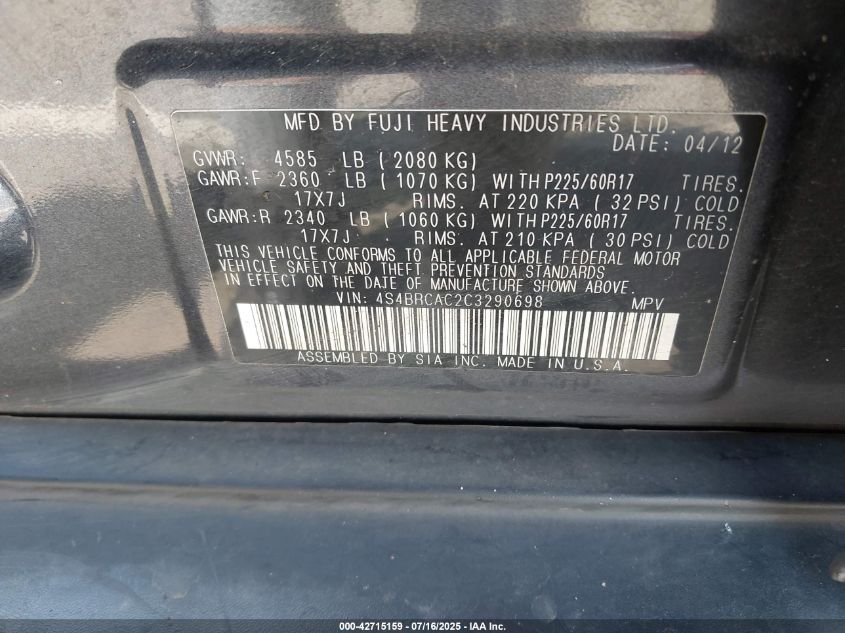 MFD BY FUJI HEAVY INDUSTRIES LTD.
DATE: 04/12
GVWR: 4585 LB ( 2080 KG)
GAWR:F 2360 LB ( 1070 KG) WITH P225/60R17 TIRES.
17X7J RIMS. AT 220 KPA ( 32 PSI) COLD
GAWR:R 2340 LB ( 1060 KG) WITH P225/60R17 TIRES.
17X7J RIMS. AT 210 KPA ( 30 PSI) COLD
THIS VEHICLE CONFORMS TO ALL APPLICABLE FEDERAL MOTOR
VEHICLE SAFETY AND THEFT PREVENTION STANDARDS
IN EFFECT ON THE DATE OF MANUFACTURE SHOWN ABOVE.
VIN: 4S4BRCAC2C3290698 MPV
ASSEMBLED BY SIA INC. MADE IN U.S.A.
000-42715159 - 07/16/2025 - IAA Inc.